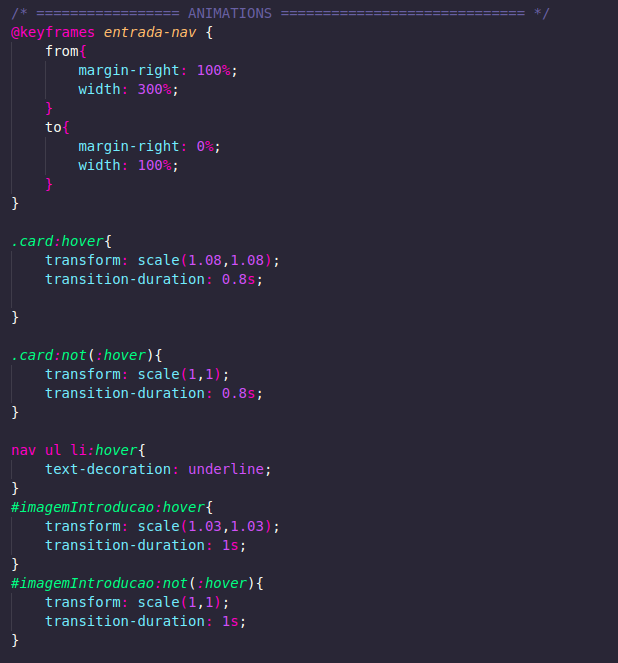 /* ================= ANIMATIONS ============================= */
@keyframes entrada-nav {
    from{
        margin-right: 100%;
        width: 300%;
    }
    to{
        margin-right: 0%;
        width: 100%;
    }
}

.card:hover{
    transform: scale(1.08,1.08);
    transition-duration: 0.8s;

}

.card:not(:hover){
    transform: scale(1,1);
    transition-duration: 0.8s;
}

nav ul li:hover{
    text-decoration: underline;
}
#imagemIntroducao:hover{
    transform: scale(1.03,1.03);
    transition-duration: 1s;
}
#imagemIntroducao:not(:hover){
    transform: scale(1,1);
    transition-duration: 1s;
}